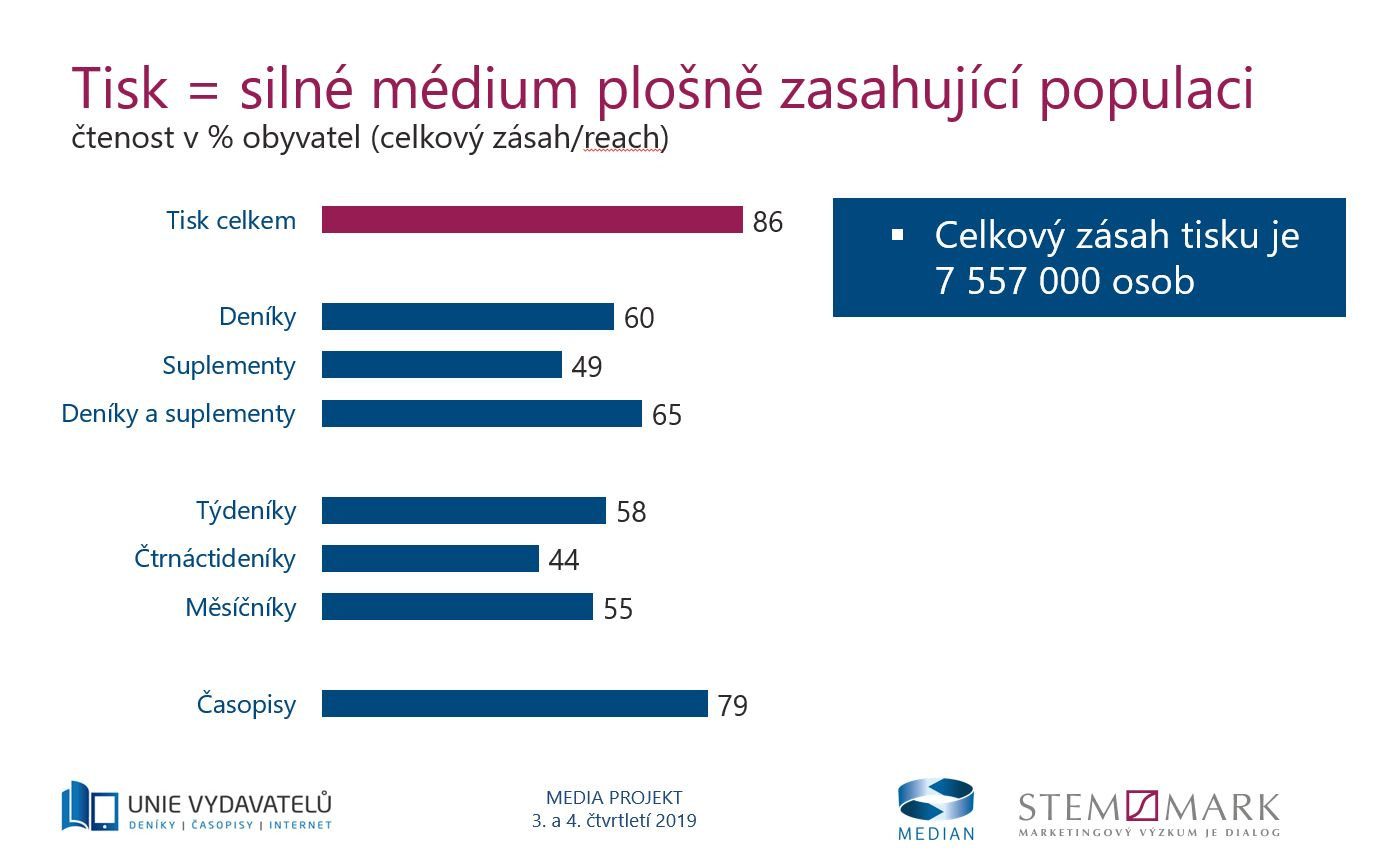 Tisk = silné médium plošně zasahující populaci
čtenost v % obyvatel (celkový zásah/reach)
Tisk celkem 86
▪ Celkový zásah tisku je
7 557 000 osob
Deníky 60
Suplementy 49
Deníky a suplementy 65
Týdeníky 58
Čtrnáctideníky 44
Měsíčníky 55
Časopisy 79
UNIE VYDAVATELŮ
DENÍKY | ČASOPISY | INTERNET
MEDIA PROJEKT
3. a 4. čtvrtletí 2019
MEDIAN
STEM MARK
MARKETINGOVÝ VÝZKUM JE DIALOG